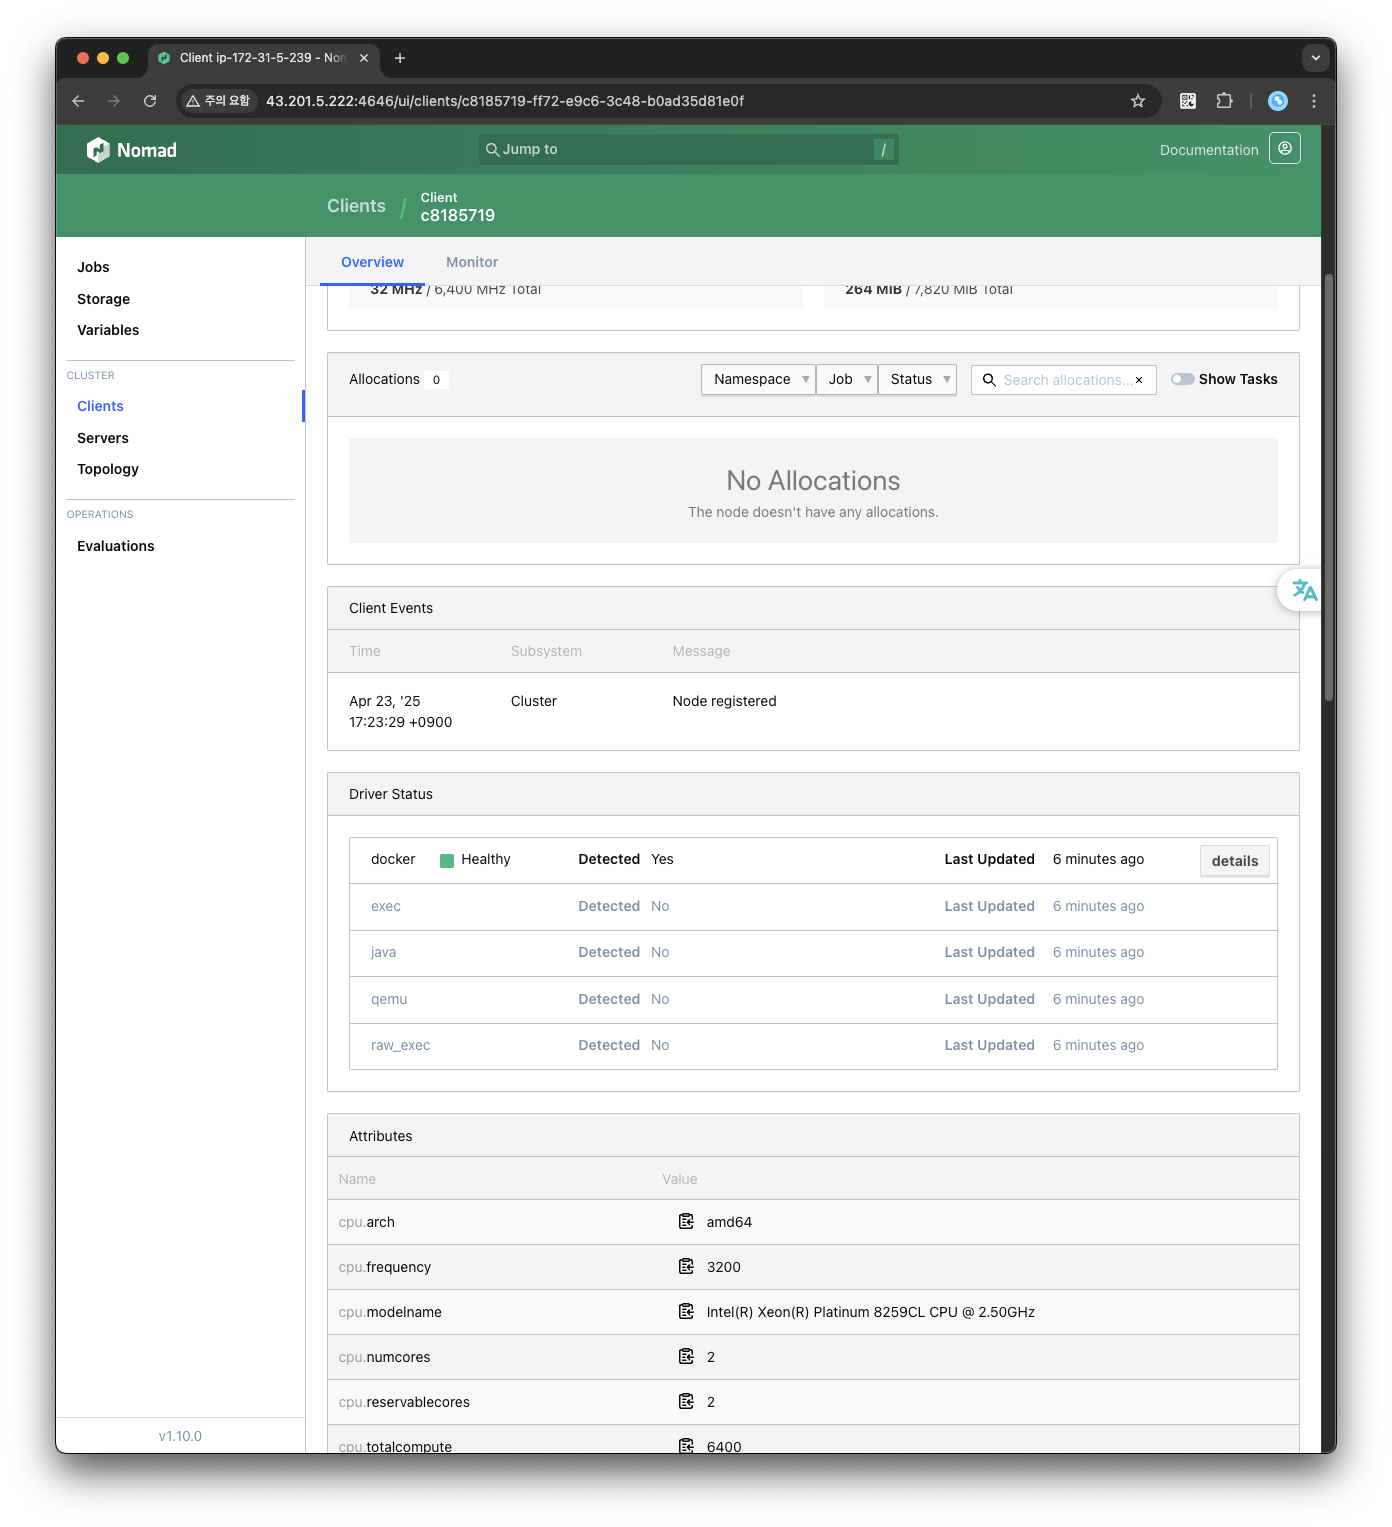 Client ip-172-31-5-239 - Nor
주의 요함
43.201.5.222:4646/ui/clients/c8185719-ff72-e9c6-3c48-b0ad35d81e0f
Nomad
Jump to
/
Documentation
Clients / Client
c8185719
Jobs
Storage
Variables
CLUSTER
Clients
Servers
Topology
OPERATIONS
Evaluations
v1.10.0
Overview
Monitor
32 MHz / 6,400 MHz Total
264 MiB / 7,820 MiB Total
Allocations 0
Namespace
Job
Status
Search allocations...
Show Tasks
No Allocations
The node doesn't have any allocations.
Client Events
Time Subsystem Message
Apr 23, '25 Cluster Node registered
17:23:29 +0900
Driver Status
docker Healthy Detected Yes Last Updated 6 minutes ago details
exec Detected No Last Updated 6 minutes ago
java Detected No Last Updated 6 minutes ago
qemu Detected No Last Updated 6 minutes ago
raw_exec Detected No Last Updated 6 minutes ago
Attributes
Name Value
cpu.arch amd64
cpu.frequency 3200
cpu.modelname Intel(R) Xeon(R) Platinum 8259CL CPU @ 2.50GHz
cpu.numcores 2
cpu.reservablecores 2
cpu.totalcompute 6400